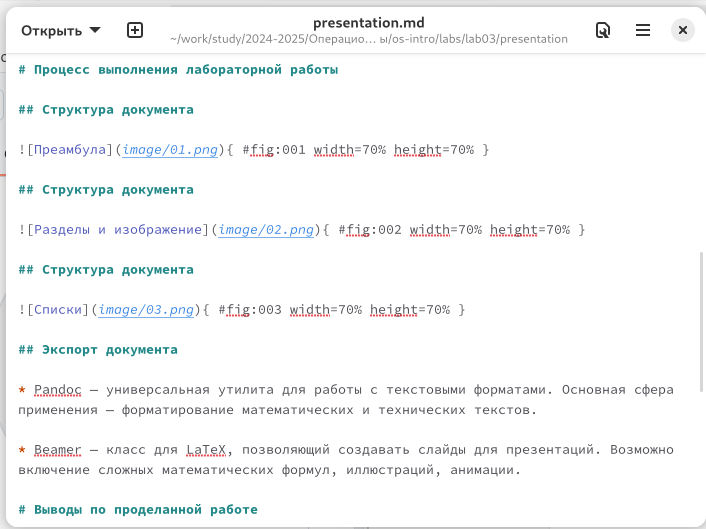 Открыть
presentation.md
~/work/study/2024-2025/Операцио… ы/os-intro/labs/lab03/presentation
# Процесс выполнения лабораторной работы
## Структура документа
![Преамбула](image/01.png){ #fig:001 width=70% height=70% }
## Структура документа
![Разделы и изображение](image/02.png){ #fig:002 width=70% height=70% }
## Структура документа
![Списки](image/03.png){ #fig:003 width=70% height=70% }
## Экспорт документа
* Pandoc — универсальная утилита для работы с текстовыми форматами. Основная сфера
применения — форматирование математических и технических текстов.
* Beamer — класс для LaTeX, позволяющий создавать слайды для презентаций. Возможно
включение сложных математических формул, иллюстраций, анимации.
# Выводы по проделанной работе